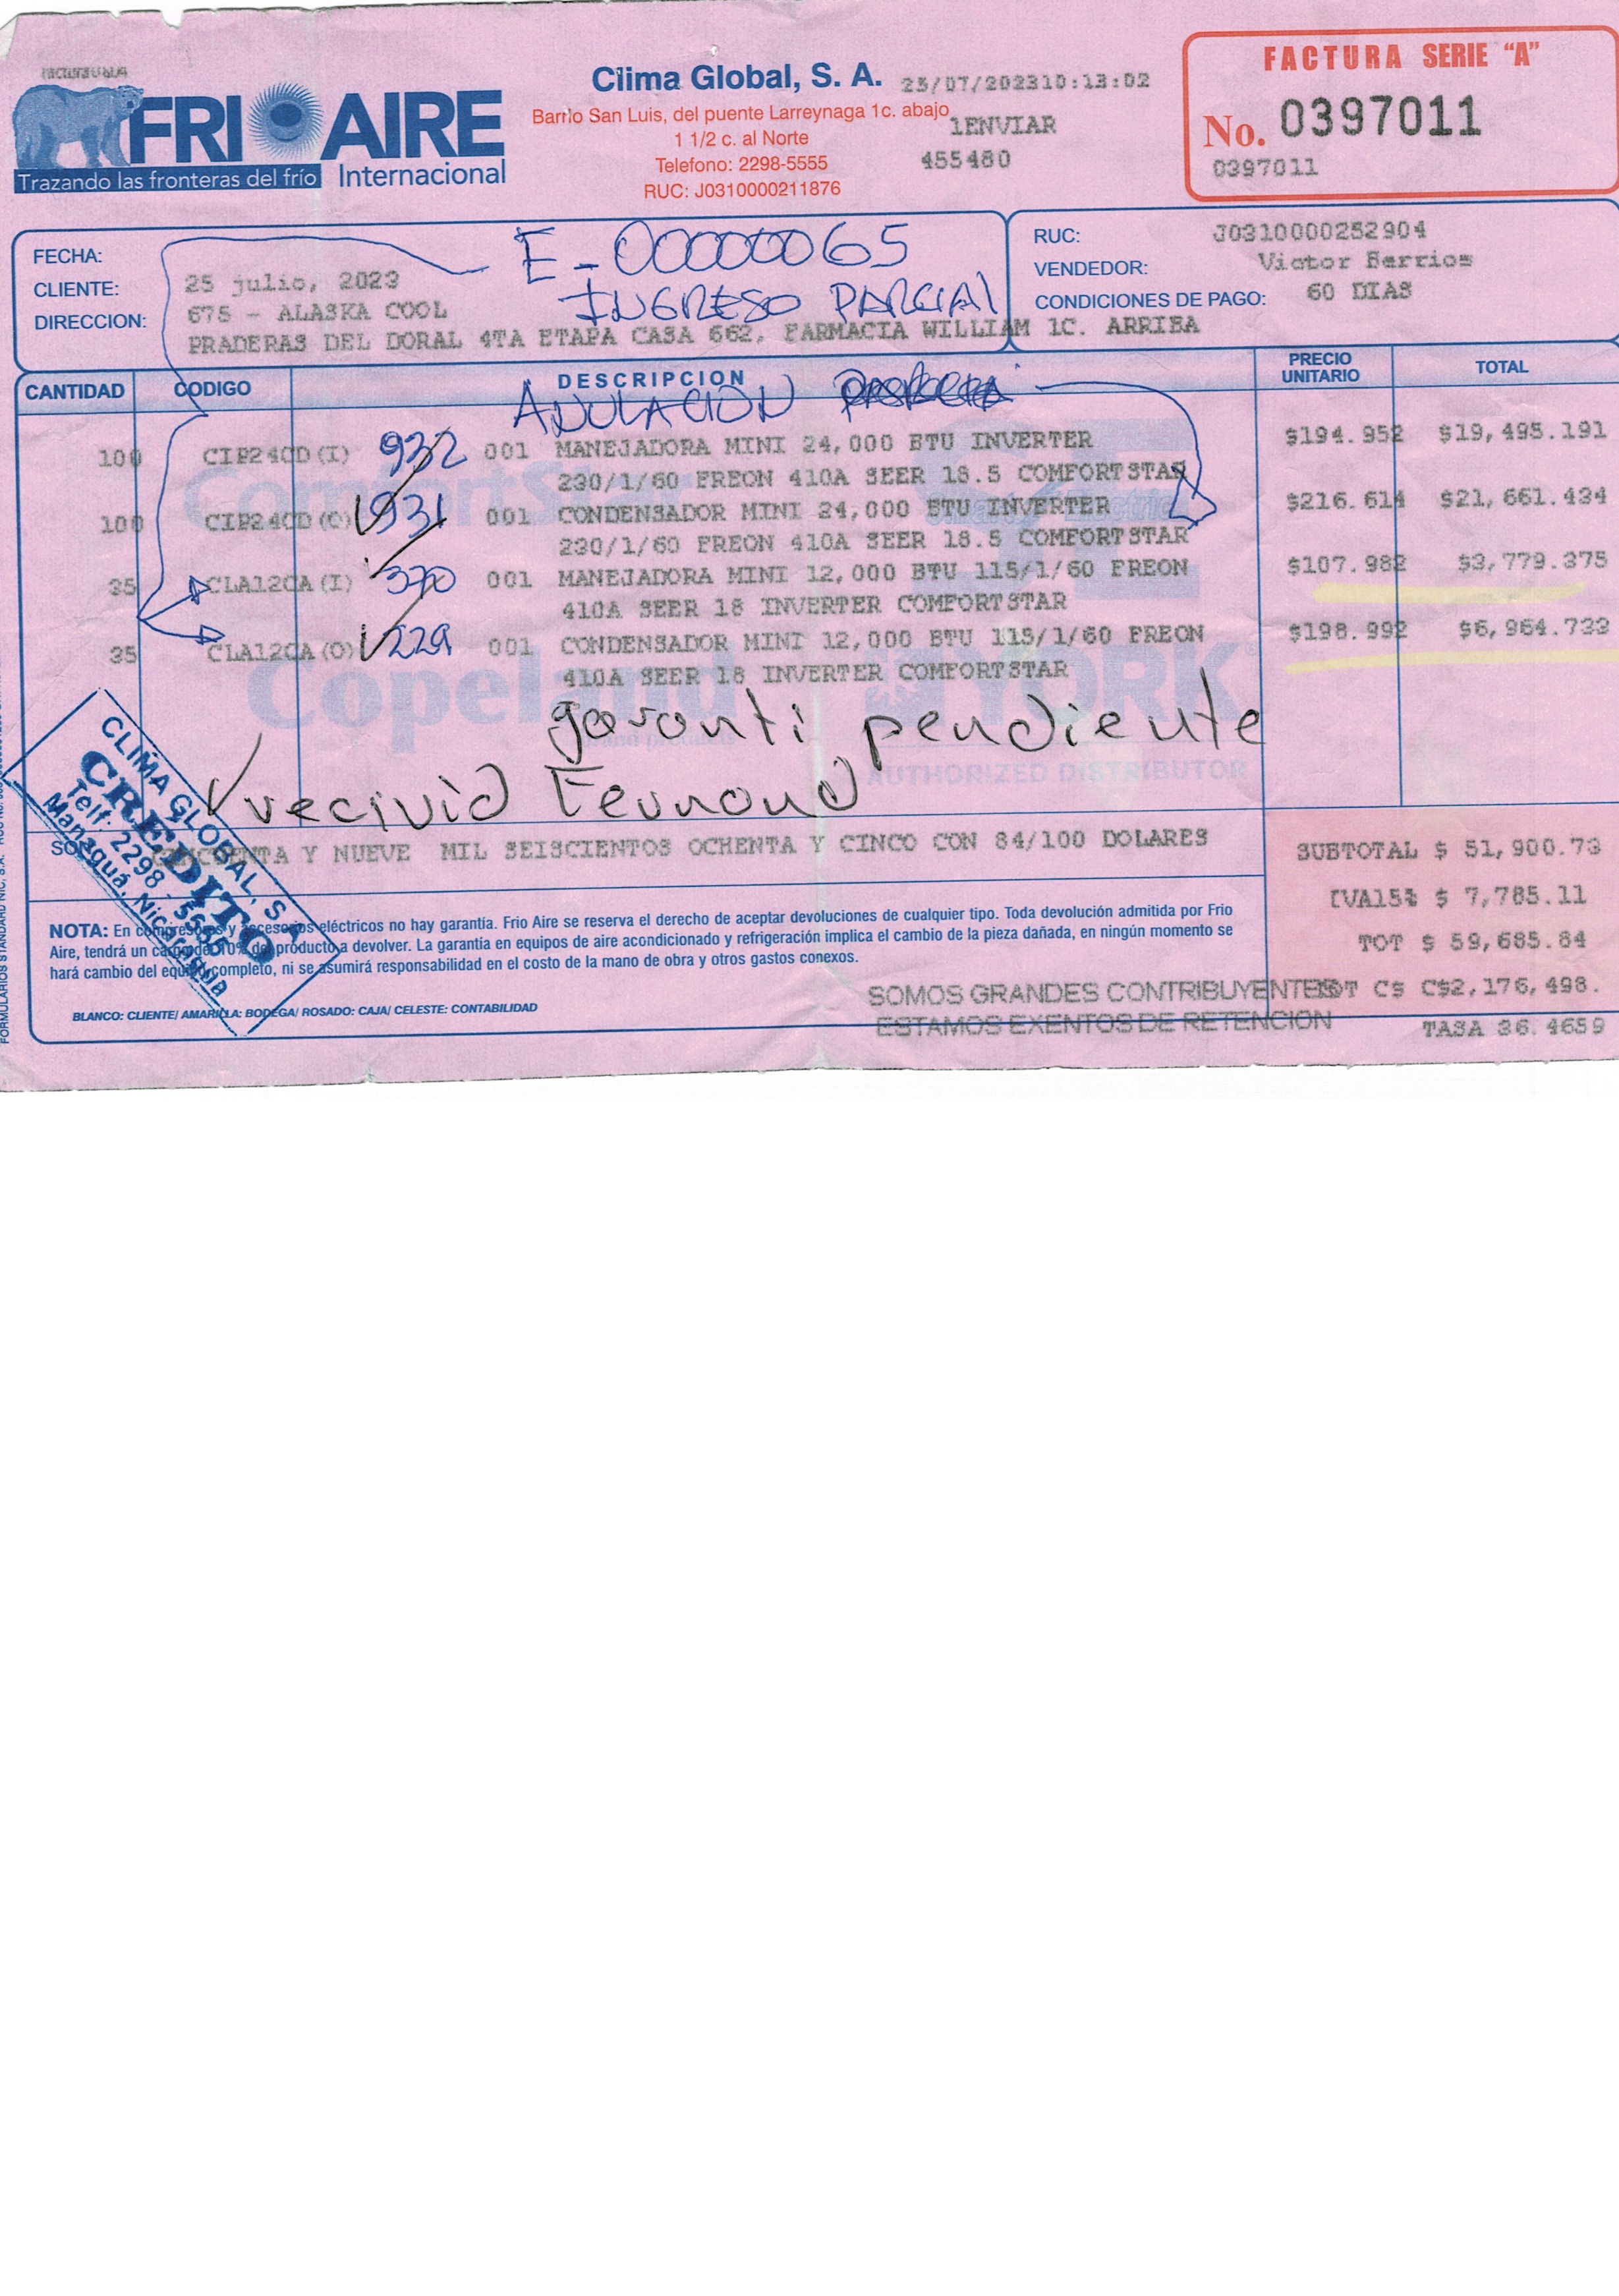 FRIO AIRE
Trazando las fronteras del frío Internacional
Clima Global, S. A. 25/07/202310:13:02
Barrio San Luis, del puente Larreynaga 1c. abajo
1ENVIAR
1 1/2 c. al Norte
Telefono: 2298-5555
455480
RUC: J0310000211876
FACTURA SERIE "A"
No. 0397011
0397011
FECHA: 25 julio, 2023
CLIENTE: 675 - ALASKA COOL
DIRECCION: PRADERAS DEL DORAL 4TA ETAPA CASA 662, FARMACIA WILLIAM 1C. ARRIBA
E-00000065
INGRESO PARCIAL
RUC: J0310000252904
VENDEDOR: Victor Berrios
CONDICIONES DE PAGO: 60 DIAS
CANTIDAD CODIGO DESCRIPCION PRECIO UNITARIO TOTAL
ANULACION
100 CIP24CD(I) 932 001 MANEJADORA MINI 24,000 BTU INVERTER $194.952 $19,495.191
230/1/60 FREON 410A SEER 18.5 COMFORTSTAR
100 CIP24CD(O) 931 001 CONDENSADOR MINI 24,000 BTU INVERTER $216.614 $21,661.434
230/1/60 FREON 410A SEER 18.5 COMFORTSTAR
35 CLA12CA(I) 370 001 MANEJADORA MINI 12,000 BTU 115/1/60 FREON $107.982 $3,779.375
410A SEER 18 INVERTER COMFORTSTAR
35 CLA12CA(O) 229 001 CONDENSADOR MINI 12,000 BTU 115/1/60 FREON $198.992 $6,964.733
410A SEER 18 INVERTER COMFORTSTAR
Copeland
YORK
AUTHORIZED DISTRIBUTOR
garanti pendiente
recivid Fernand
CLIMA GLOBAL, S.A.
CREDITO
Telf: 2298 - 5555
Managua, Nicaragua
CINCUENTA Y NUEVE MIL SEISCIENTOS OCHENTA Y CINCO CON 84/100 DOLARES
SUBTOTAL $ 51,900.73
IVA15% $ 7,785.11
TOT $ 59,685.84
TOT C$ C$2,176,498.
TASA 36.4659
NOTA: En compresores y accesorios eléctricos no hay garantía. Frio Aire se reserva el derecho de aceptar devoluciones de cualquier tipo. Toda devolución admitida por Frio
Aire, tendrá un cargo de 10% del producto a devolver. La garantia en equipos de aire acondicionado y refrigeración implica el cambio de la pieza dañada, en ningún momento se
hará cambio del equipo completo, ni se asumirá responsabilidad en el costo de la mano de obra y otros gastos conexos.
SOMOS GRANDES CONTRIBUYENTES
ESTAMOS EXENTOS DE RETENCION
BLANCO: CLIENTE/ AMARILLA: BODEGA/ ROSADO: CAJA/ CELESTE: CONTABILIDAD